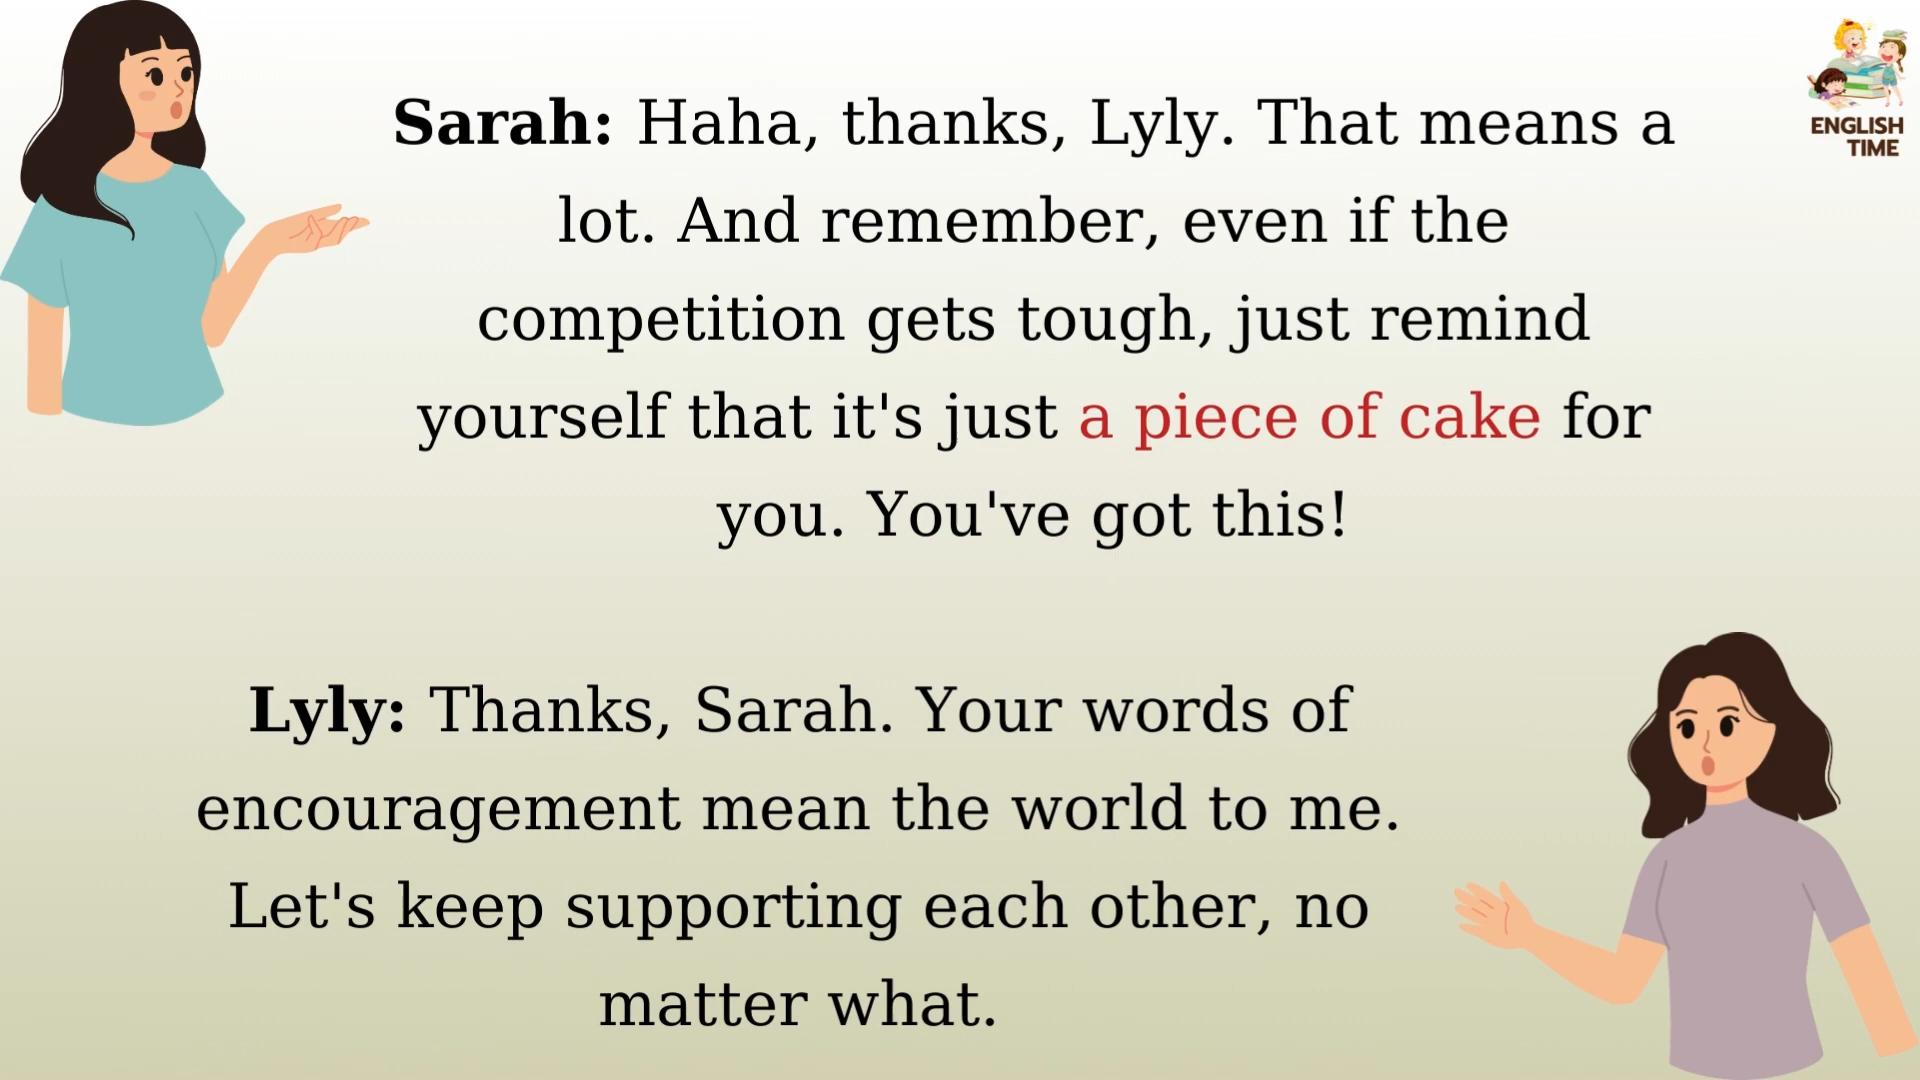 Sarah: Haha, thanks, Lyly. That means a
lot. And remember, even if the
competition gets tough, just remind
yourself that it's just a piece of cake for
you. You've got this!
Lyly: Thanks, Sarah. Your words of
encouragement mean the world to me.
Let's keep supporting each other, no
matter what.
ENGLISH
TIME